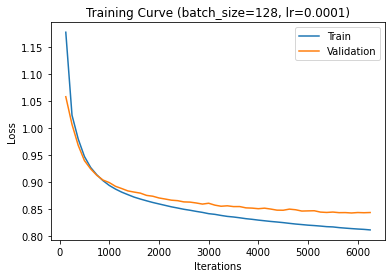 Training Curve (batch_size=128, lr=0.0001)
Train
Validation
Loss
1.15
1.10
1.05
1.00
0.95
0.90
0.85
0.80
0 1000 2000 3000 4000 5000 6000
Iterations